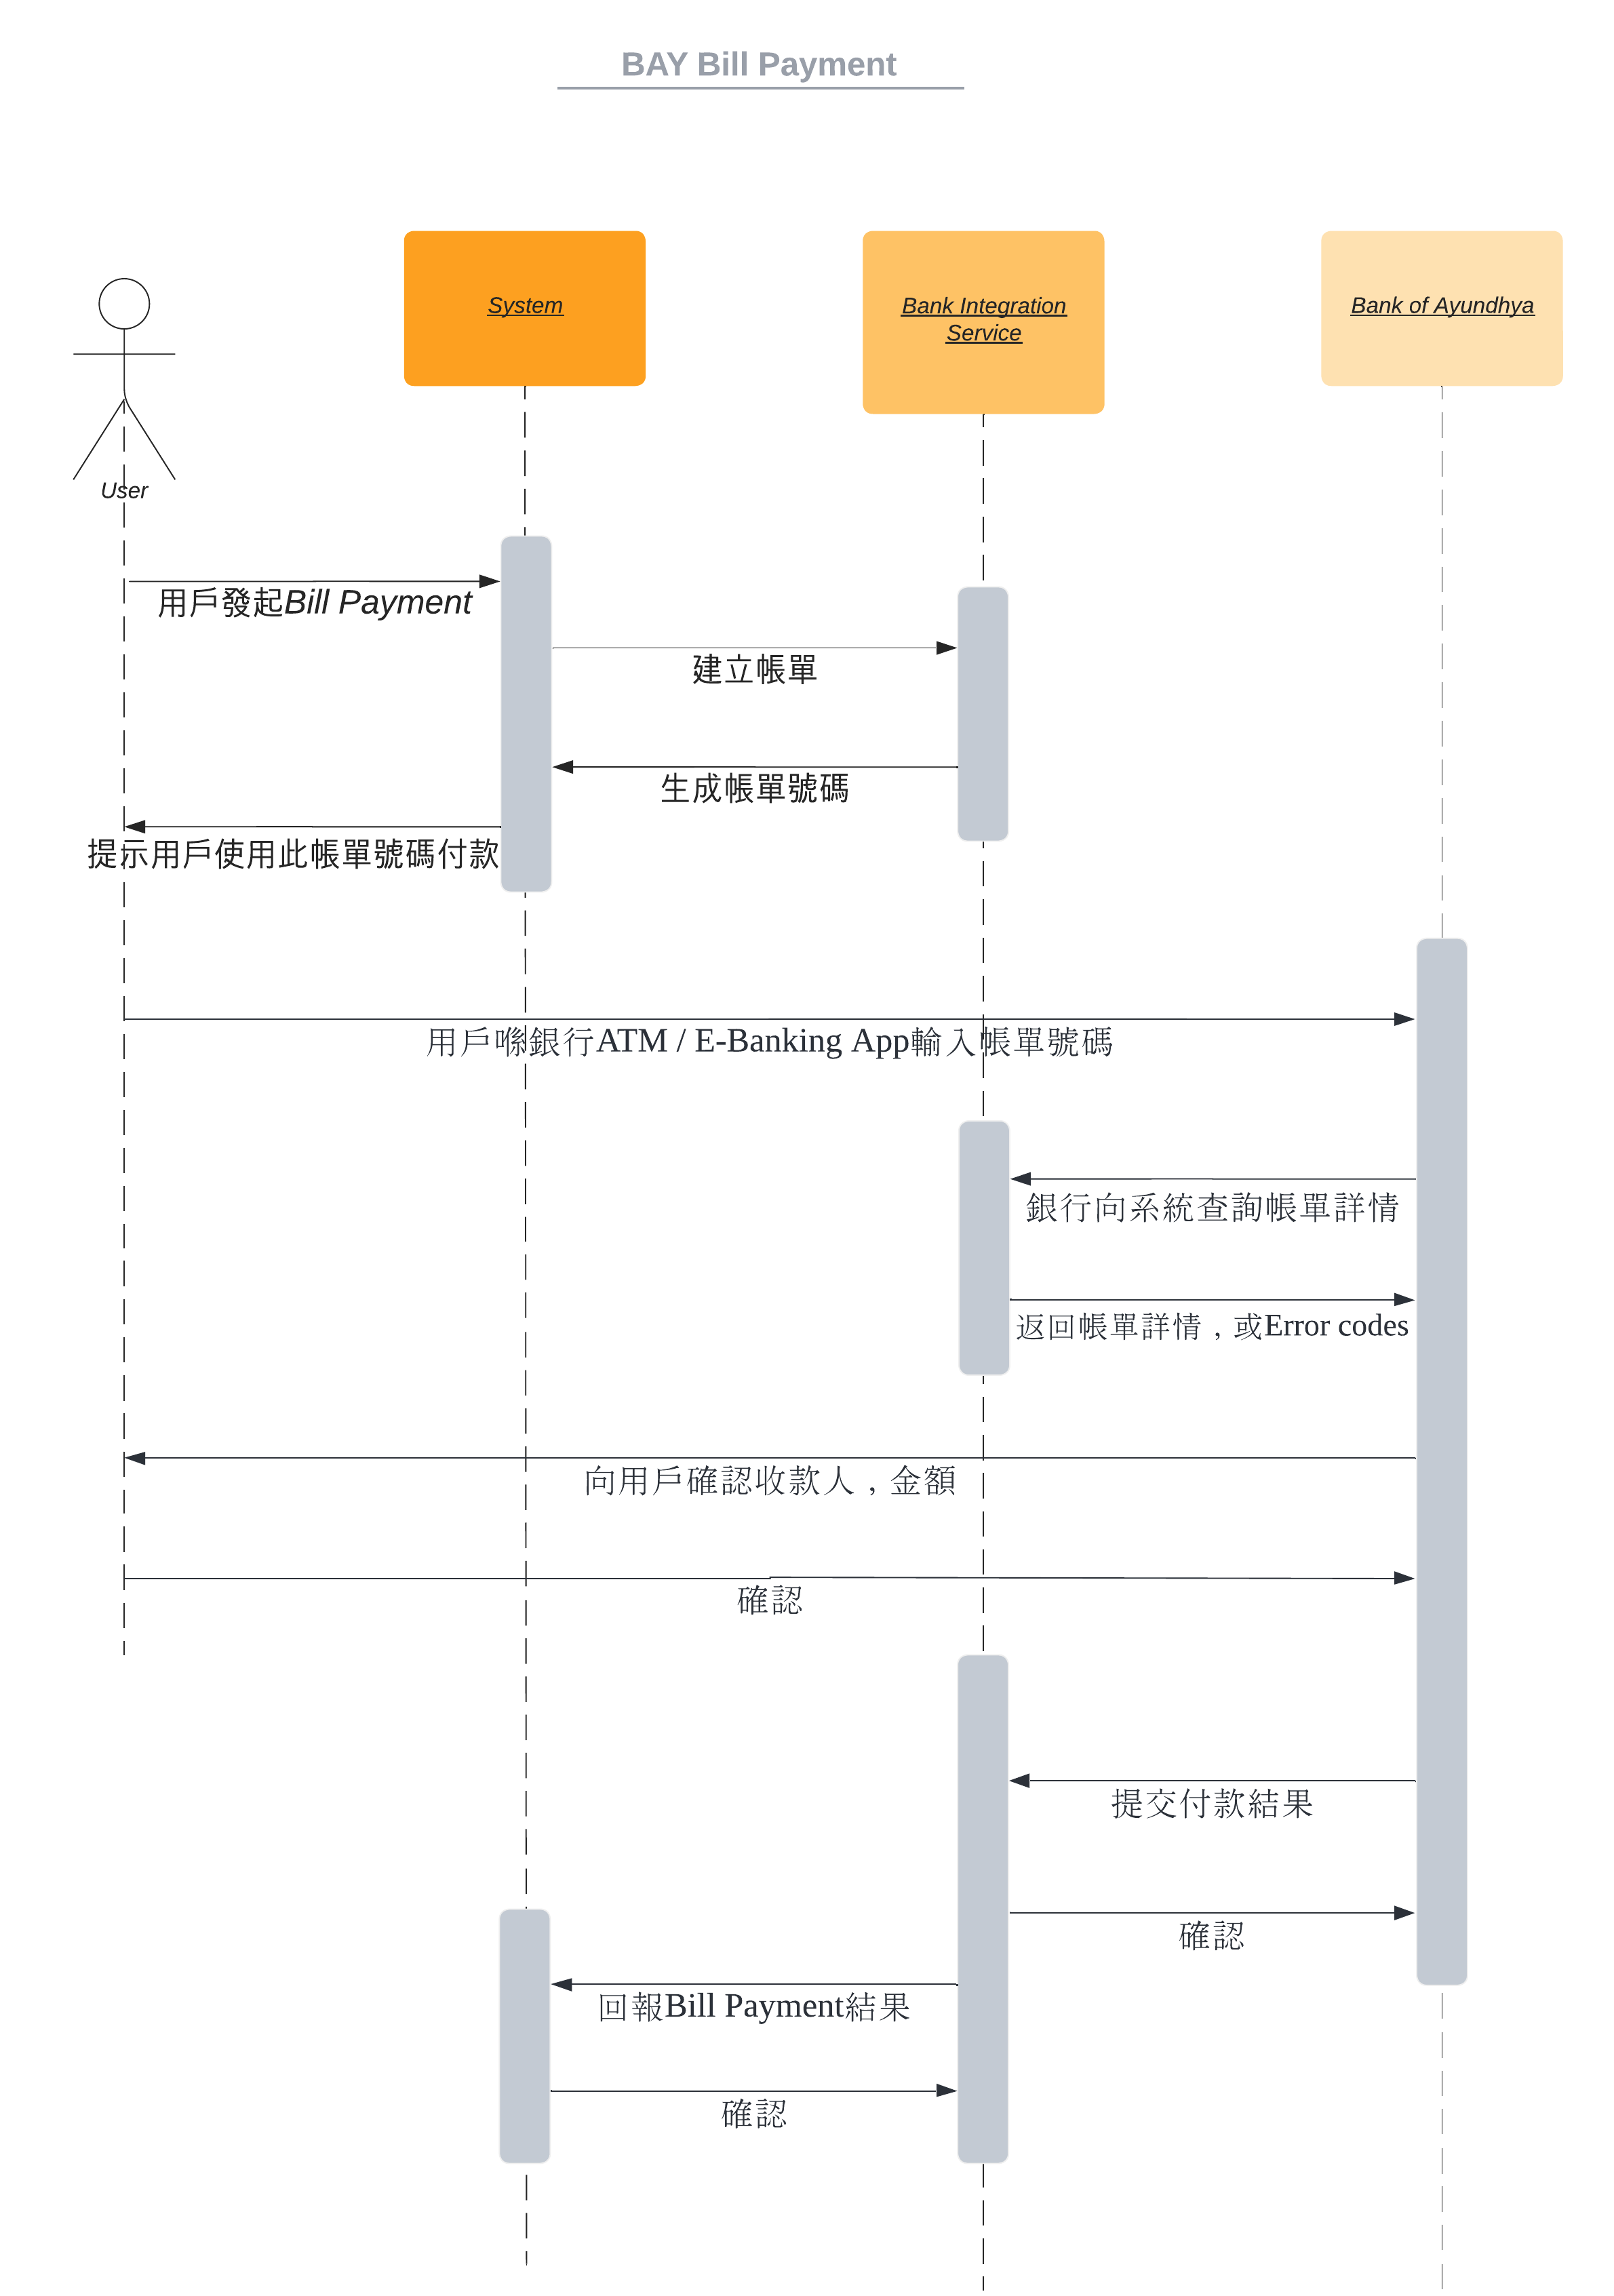 BAY Bill Payment
System
Bank Integration
Service
Bank of Ayundhya
User
用戶發起Bill Payment
建立帳單
生成帳單號碼
提示用戶使用此帳單號碼付款
用戶喺銀行ATM / E-Banking App輸入帳單號碼
銀行向系統查詢帳單詳情
返回帳單詳情，或Error codes
向用戶確認收款人，金額
確認
提交付款結果
確認
回報Bill Payment結果
確認